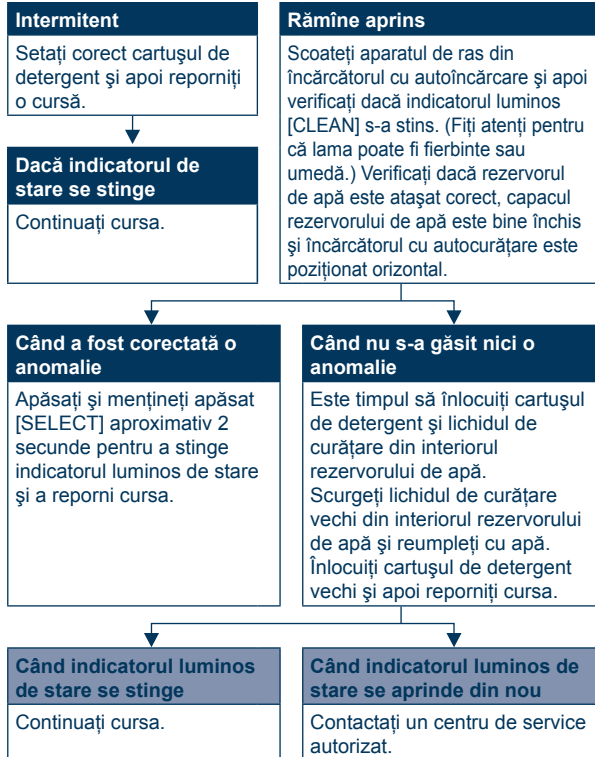 Intermitent
Setați corect cartușul de
detergent și apoi reporniți
o cursă.
Dacă indicatorul de
stare se stinge
Continuați cursa.
Rămîne aprins
Scoateți aparatul de ras din
încărcătorul cu autoîncărcare și apoi
verificați dacă indicatorul luminos
[CLEAN] s-a stins. (Fiți atenți pentru
că lama poate fi fierbinte sau
umedă.) Verificați dacă rezervorul
de apă este atașat corect, capacul
rezervorului de apă este bine închis
și încărcătorul cu autocurățare este
poziționat orizontal.
Când a fost corectată o
anomalie
Apăsați și mențineți apăsat
[SELECT] aproximativ 2
secunde pentru a stinge
indicatorul luminos de stare
și a reporni cursa.
Când nu s-a găsit nici o
anomalie
Este timpul să înlocuiți cartușul
de detergent și lichidul de
curățare din interiorul
rezervorului de apă.
Scurgeți lichidul de curățare
vechi din interiorul rezervorului
de apă și reumpleți cu apă.
Înlocuiți cartușul de detergent
vechi și apoi reporniți cursa.
Când indicatorul luminos
de stare se stinge
Continuați cursa.
Când indicatorul luminos de
stare se aprinde din nou
Contactați un centru de service
autorizat.